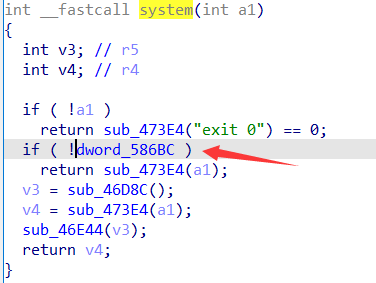 int __fastcall system(int a1)
{
  int v3; // r5
  int v4; // r4

  if ( !a1 )
    return sub_473E4("exit 0") == 0;
  if ( !dword_586BC )
    return sub_473E4(a1);
  v3 = sub_46D8C();
  v4 = sub_473E4(a1);
  sub_46E44(v3);
  return v4;
}